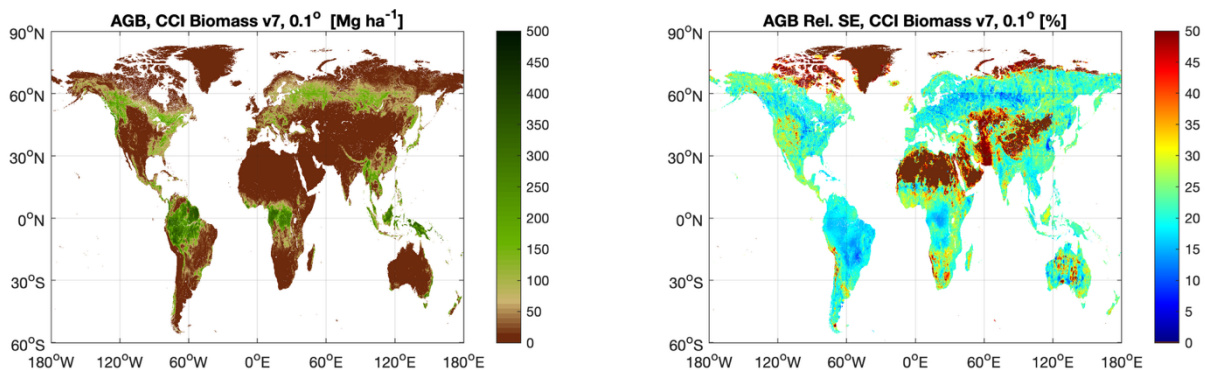 AGB, CCI Biomass v7, 0.1° [Mg ha⁻¹]
90°N
60°N
30°N
0°N
30°S
60°S
180°W 120°W 60°W 0°E 60°E 120°E 180°E
500
450
400
350
300
250
200
150
100
50
0
AGB Rel. SE, CCI Biomass v7, 0.1° [%]
90°N
60°N
30°N
0°N
30°S
60°S
180°W 120°W 60°W 0°E 60°E 120°E 180°E
50
45
40
35
30
25
20
15
10
5
0